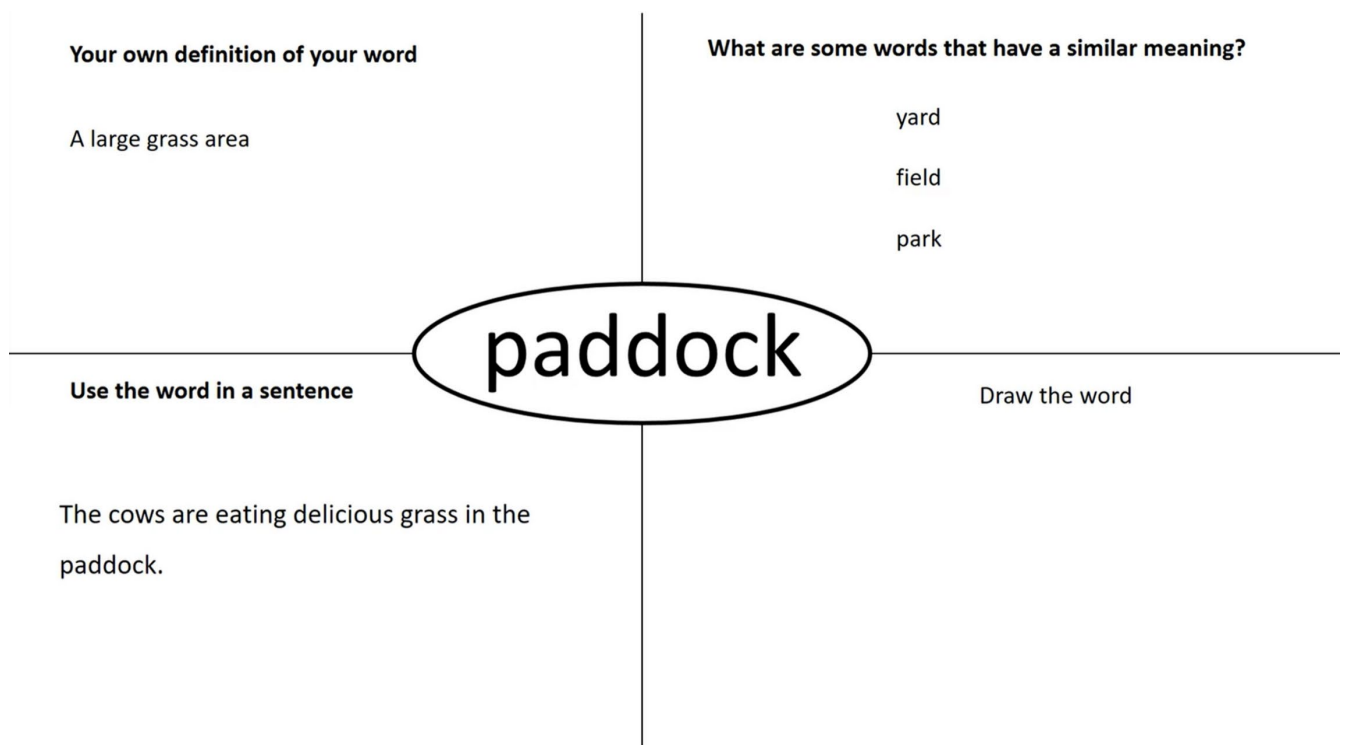 Your own definition of your word
A large grass area
What are some words that have a similar meaning?
yard
field
park
paddock
Use the word in a sentence
The cows are eating delicious grass in the
paddock.
Draw the word